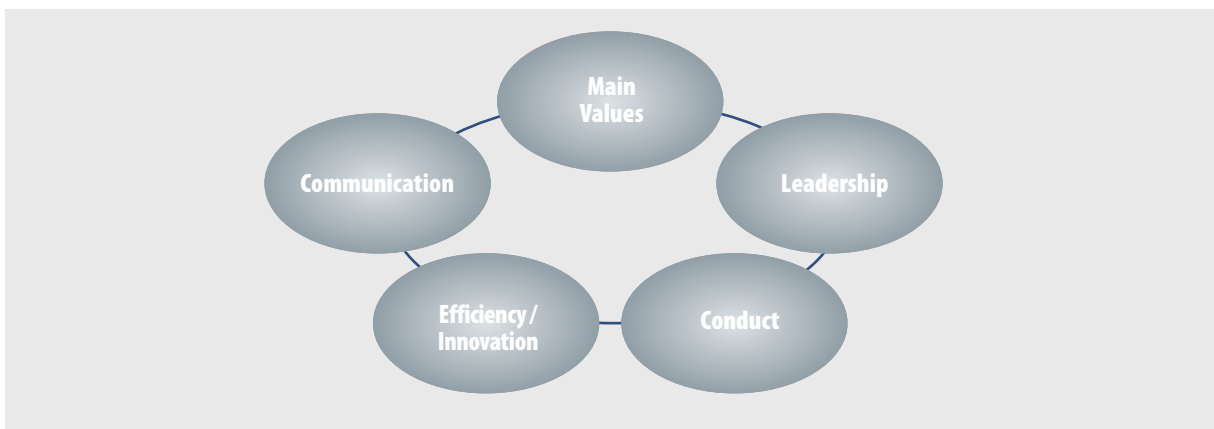 Main
Values
Communication
Leadership
Efficiency /
Innovation
Conduct